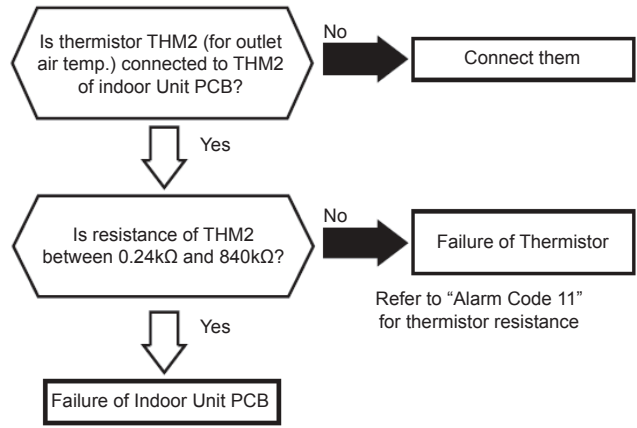 Is thermistor THM2 (for outlet
air temp.) connected to THM2
of indoor Unit PCB?
No
Connect them
Yes
Is resistance of THM2
between 0.24kΩ and 840kΩ?
No
Failure of Thermistor
Refer to “Alarm Code 11”
for thermistor resistance
Yes
Failure of Indoor Unit PCB